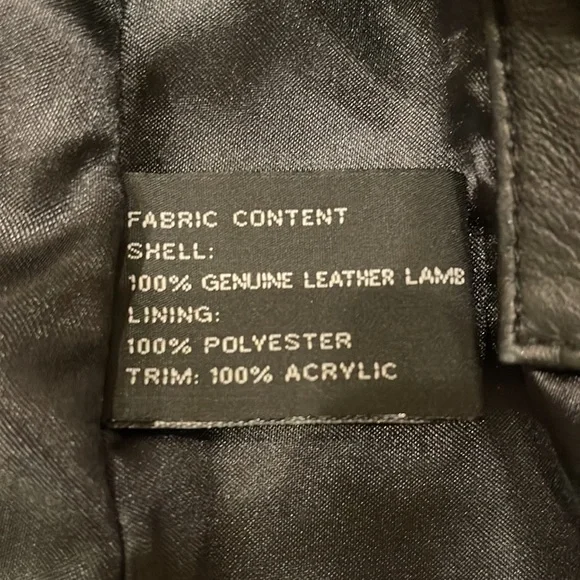 FABRIC CONTENT
SHELL:
100% GENUINE LEATHER LAMB
LINING:
100% POLYESTER
TRIM: 100% ACRYLIC